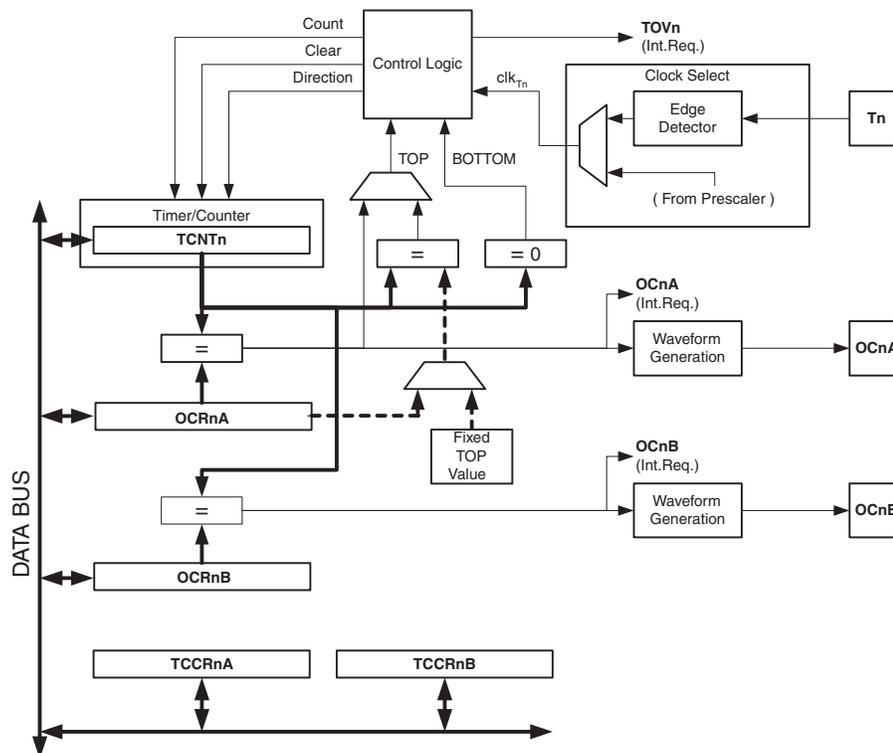 Count
Clear
Direction
Control Logic
TOVn
(Int.Req.)
clkTn
Clock Select
Edge
Detector
Tn
( From Prescaler )
TOP
BOTTOM
Timer/Counter
TCNTn
=
= 0
OCnA
(Int.Req.)
=
Waveform
Generation
OCnA
OCRnA
Fixed
TOP
Value
OCnB
(Int.Req.)
=
Waveform
Generation
OCnB
OCRnB
DATA BUS
TCCRnA
TCCRnB